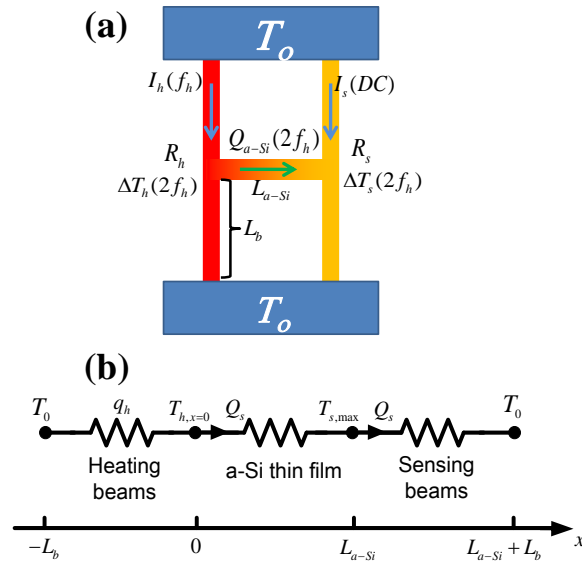 (a)
T_o
I_h(f_h)
I_s(DC)
Q_{a-Si}(2f_h)
R_h
R_s
ΔT_h(2f_h)
ΔT_s(2f_h)
L_{a-Si}
L_b
T_o
(b)
T_0
q_h
T_{h,x=0}
Q_s
T_{s,max}
Q_s
T_0
Heating
beams
a-Si thin film
Sensing
beams
-L_b
0
L_{a-Si}
L_{a-Si}+L_b
x